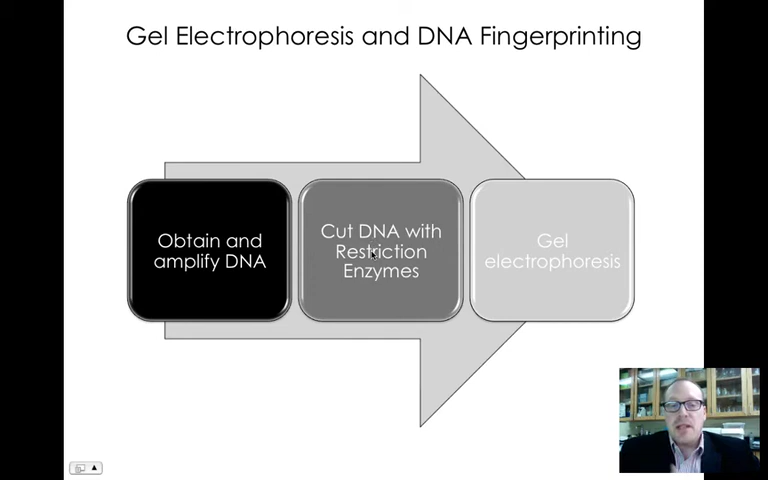 Gel Electrophoresis and DNA Fingerprinting
Obtain and
amplify DNA
Cut DNA with
Restriction
Enzymes
Gel
electrophoresis